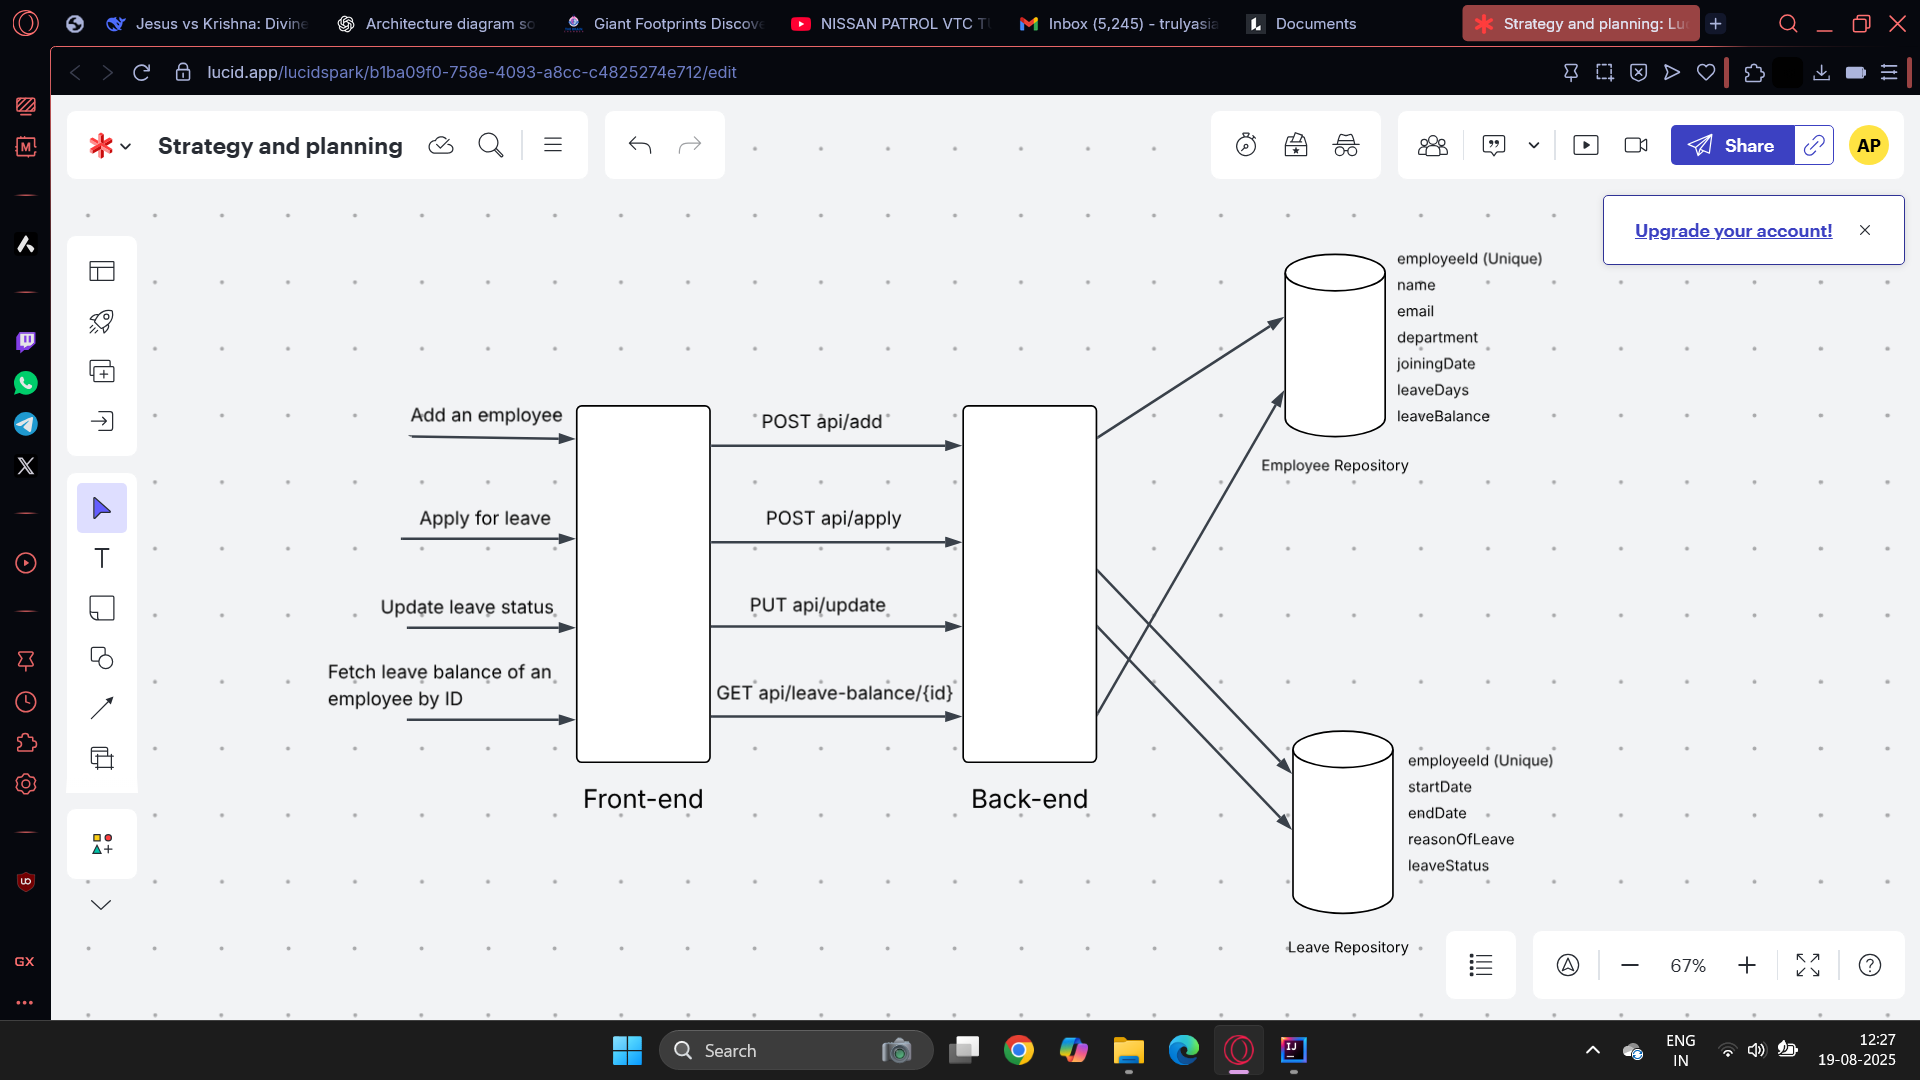 Jesus vs Krishna: Divine
Architecture diagram so
Giant Footprints Discove
NISSAN PATROL VTC T
Inbox (5,245) - trulyasia
Documents
Strategy and planning: Lu
lucid.app/lucidspark/b1ba09f0-758e-4093-a8cc-c4825274e712/edit
Strategy and planning
Share
AP
Upgrade your account!
employeeId (Unique)
name
email
department
joiningDate
leaveDays
leaveBalance
Employee Repository
Add an employee
POST api/add
Apply for leave
POST api/apply
Update leave status
PUT api/update
Fetch leave balance of an
employee by ID
GET api/leave-balance/{id}
Front-end
Back-end
employeeId (Unique)
startDate
endDate
reasonOfLeave
leaveStatus
Leave Repository
67%
GX
Search
ENG
IN
12:27
19-08-2025